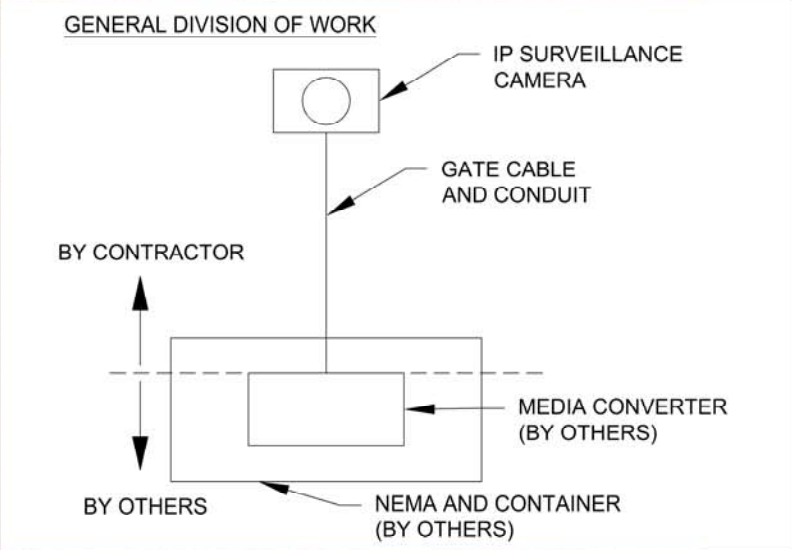 GENERAL DIVISION OF WORK
IP SURVEILLANCE
CAMERA
GATE CABLE
AND CONDUIT
BY CONTRACTOR
MEDIA CONVERTER
(BY OTHERS)
BY OTHERS
NEMA AND CONTAINER
(BY OTHERS)